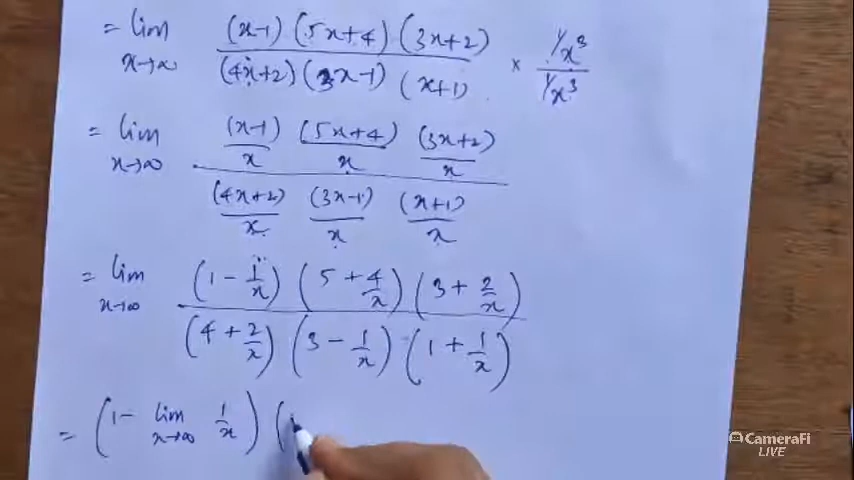 = lim x→∞ (x-1) (5x+4) (3x+2) / (4x+2) (3x-1) (x+1) × 1/x³ / 1/x³
= lim x→∞ (x-1)/x (5x+4)/x (3x+2)/x / (4x+2)/x (3x-1)/x (x+1)/x
= lim x→∞ (1 - 1/x) (5 + 4/x) (3 + 2/x) / (4 + 2/x) (3 - 1/x) (1 + 1/x)
= (1 - lim x→∞ 1/x) (
CameraFi
LIVE